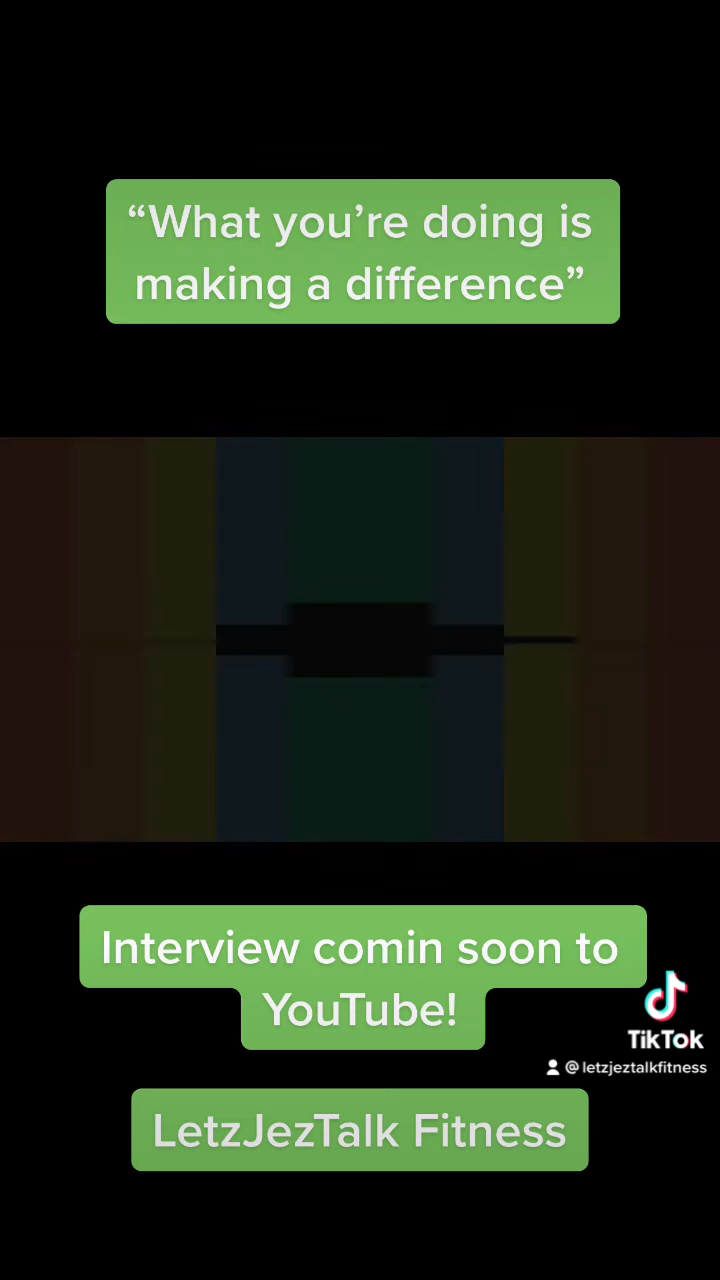 “What you’re doing is
making a difference”
Interview comin soon to
YouTube!
TikTok
@letzjeztalkfitness
LetzJezTalk Fitness